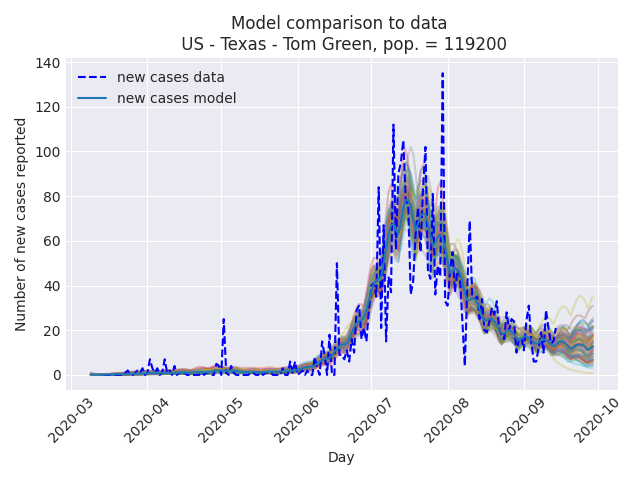 Model comparison to data
US - Texas - Tom Green, pop. = 119200
new cases data
new cases model
Number of new cases reported
140
120
100
80
60
40
20
0
2020-03
2020-04
2020-05
2020-06
2020-07
2020-08
2020-09
2020-10
Day